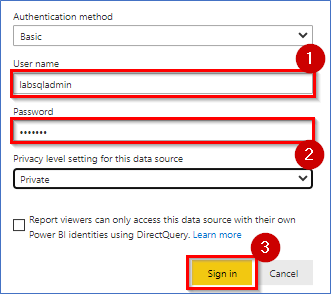 Authentication method
Basic
1
User name
labsqladmin
Password
•••••••
2
Privacy level setting for this data source
Private
Report viewers can only access this data source with their own
Power BI identities using DirectQuery. Learn more
3
Sign in Cancel